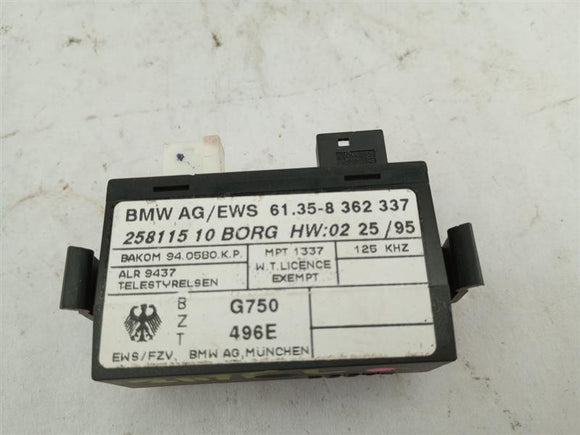 BMW AG/EWS 61.35-8 362 337
258115 10 BORG HW:02 25/95
BAKOM 94.0580.K.P.
MPT 1337
125 KHZ
ALR 9437
W.T.LICENCE
TELESTYRELSEN
EXEMPT
B
Z
T
G750
496E
EWS/FZV, BMW AG, MÜNCHEN